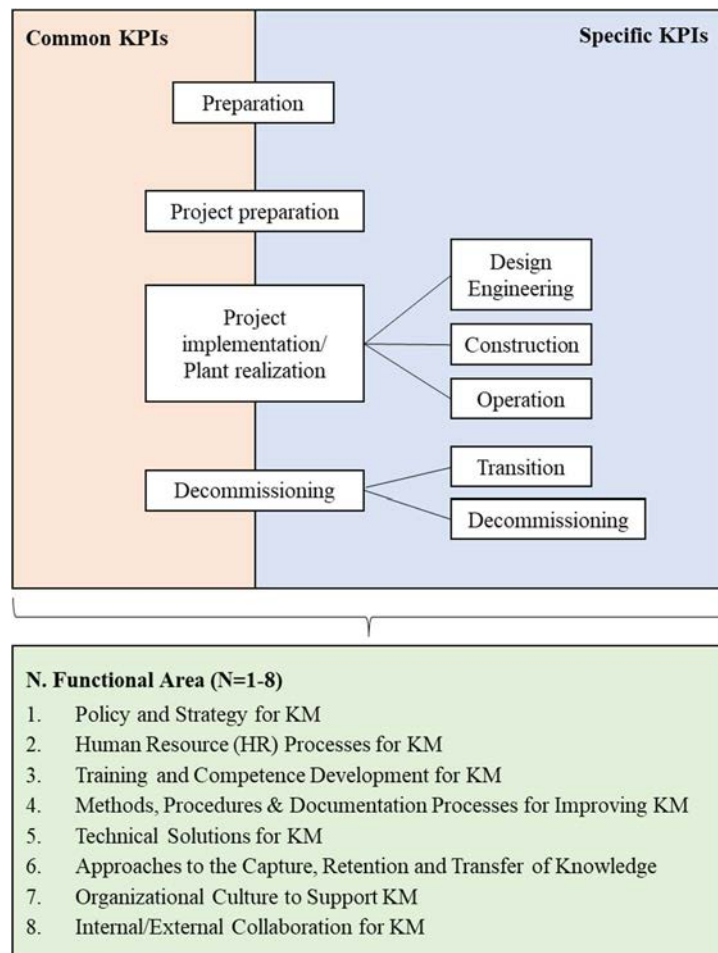 Common KPIs
Specific KPIs
Preparation
Project preparation
Project
implementation/
Plant realization
Design
Engineering
Construction
Operation
Decommissioning
Transition
Decommissioning
N. Functional Area (N=1-8)
1. Policy and Strategy for KM
2. Human Resource (HR) Processes for KM
3. Training and Competence Development for KM
4. Methods, Procedures & Documentation Processes for Improving KM
5. Technical Solutions for KM
6. Approaches to the Capture, Retention and Transfer of Knowledge
7. Organizational Culture to Support KM
8. Internal/External Collaboration for KM